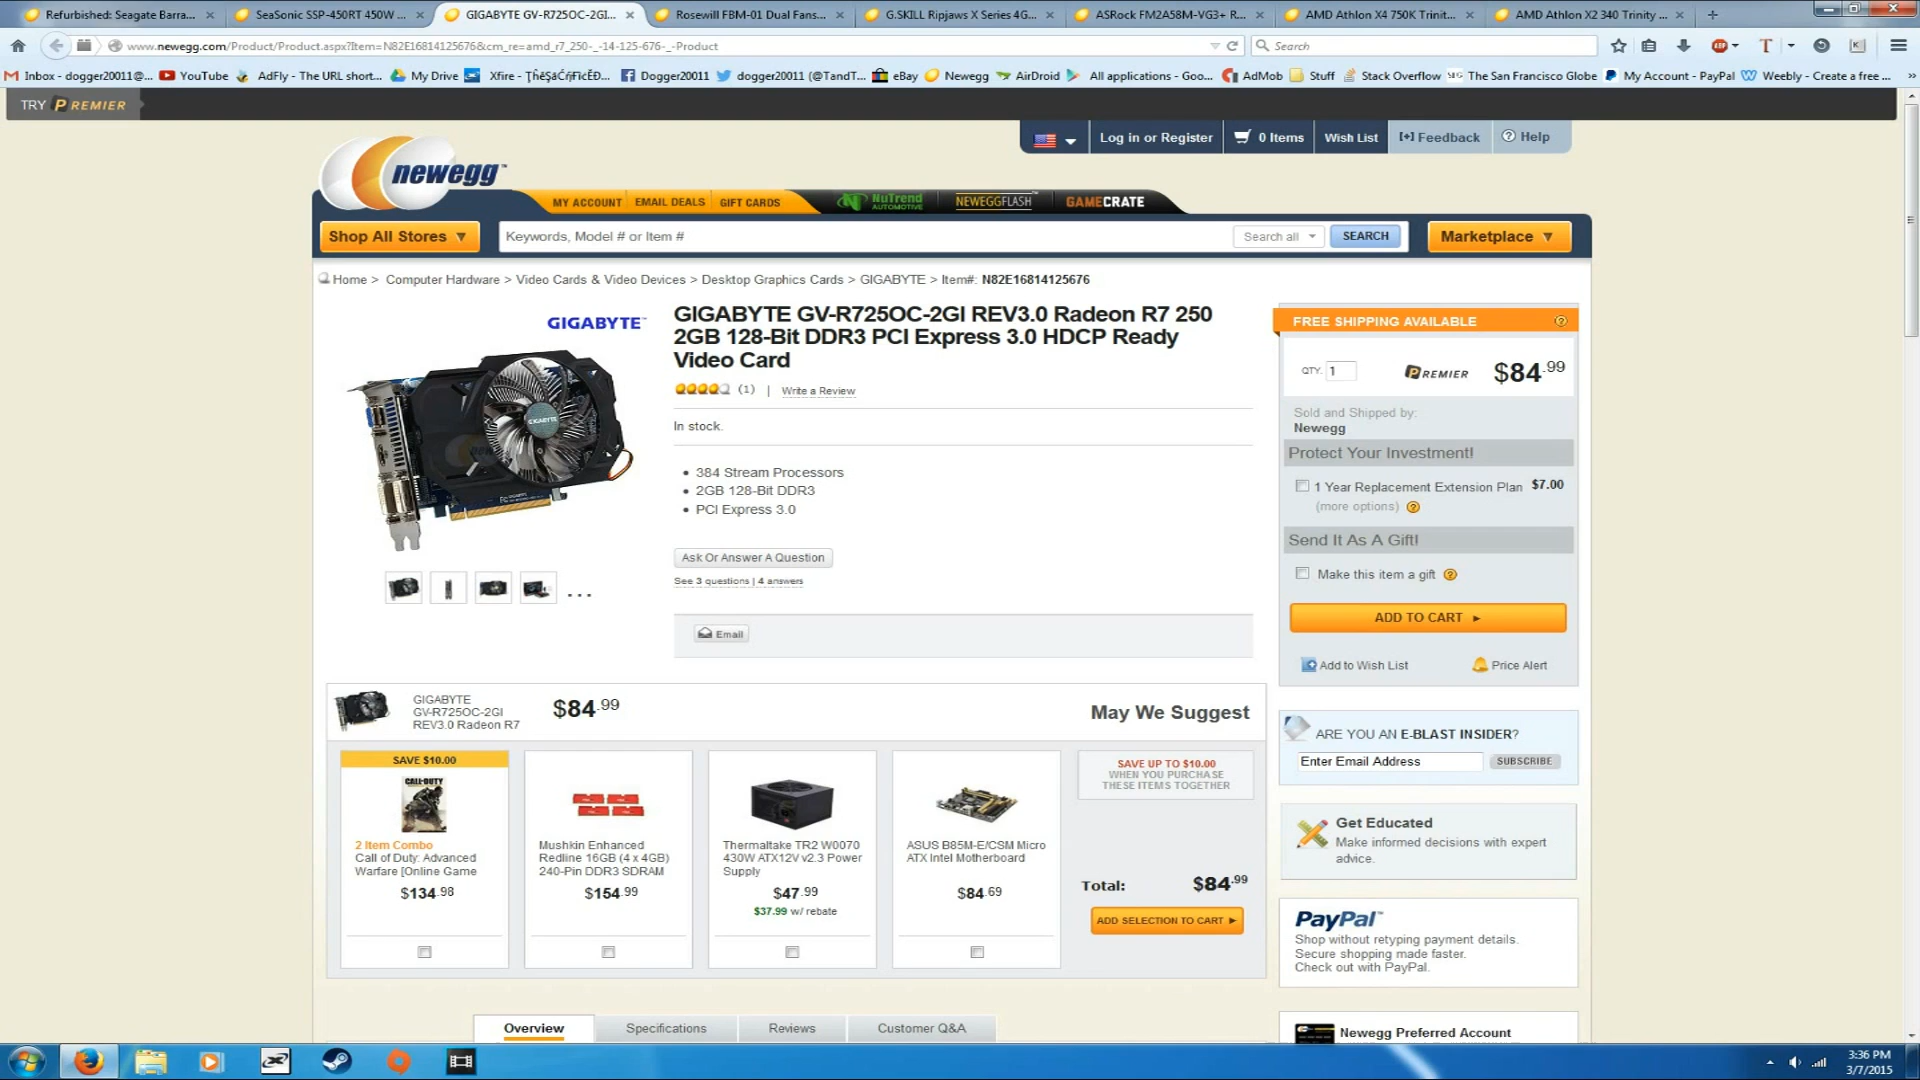 Refurbished: Seagate Barra...
SeaSonic SSP-450RT 450W ...
GIGABYTE GV-R725OC-2GI...
Rosewill FBM-01 Dual Fans...
G.SKILL Ripjaws X Series 4G...
ASRock FM2A58M-VG3+ R...
AMD Athlon X4 750K Trinit...
AMD Athlon X2 340 Trinity ...
www.newegg.com/Product/Product.aspx?Item=N82E16814125676&cm_re=amd_r7_250-_-14-125-676-_-Product
Search
Inbox - dogger20011@...
YouTube
AdFly - The URL short...
My Drive
Dogger20011
dogger20011 (@TandT...
eBay
Newegg
AirDroid
All applications - Goo...
AdMob
Stuff
Stack Overflow
The San Francisco Globe
My Account - PayPal
Weebly - Create a free ...
TRY PREMIER
Log in or Register
0 Items
Wish List
[+] Feedback
Help
newegg™
MY ACCOUNT
EMAIL DEALS
GIFT CARDS
NUTREND AUTOMOTIVE
NEWEGGFLASH
GAMECRATE
Shop All Stores
Keywords, Model # or Item #
Search all
SEARCH
Marketplace
Home > Computer Hardware > Video Cards & Video Devices > Desktop Graphics Cards > GIGABYTE > Item#: N82E16814125676
GIGABYTE™
GIGABYTE GV-R725OC-2GI REV3.0 Radeon R7 250
2GB 128-Bit DDR3 PCI Express 3.0 HDCP Ready
Video Card
(1) | Write a Review
In stock.
384 Stream Processors
2GB 128-Bit DDR3
PCI Express 3.0
Ask Or Answer A Question
See 3 questions | 4 answers
Email
FREE SHIPPING AVAILABLE
QTY. 1
PREMIER
$84.99
Sold and Shipped by:
Newegg
Protect Your Investment!
1 Year Replacement Extension Plan $7.00
(more options)
Send It As A Gift!
Make this item a gift
ADD TO CART
Add to Wish List
Price Alert
GIGABYTE
GV-R725OC-2GI
REV3.0 Radeon R7
$84.99
May We Suggest
SAVE $10.00
CALL OF DUTY
2 Item Combo
Call of Duty: Advanced
Warfare [Online Game
$134.98
Mushkin Enhanced
Redline 16GB (4 x 4GB)
240-Pin DDR3 SDRAM
$154.99
Thermaltake TR2 W0070
430W ATX12V v2.3 Power
Supply
$47.99
$37.99 w/ rebate
ASUS B85M-E/CSM Micro
ATX Intel Motherboard
$84.69
SAVE UP TO $10.00
WHEN YOU PURCHASE
THESE ITEMS TOGETHER
Total: $84.99
ADD SELECTION TO CART
ARE YOU AN E-BLAST INSIDER?
Enter Email Address
SUBSCRIBE
Get Educated
Make informed decisions with expert
advice.
PayPal™
Shop without retyping payment details.
Secure shopping made faster.
Check out with PayPal.
Newegg Preferred Account
Overview
Specifications
Reviews
Customer Q&A
3:36 PM
3/7/2015